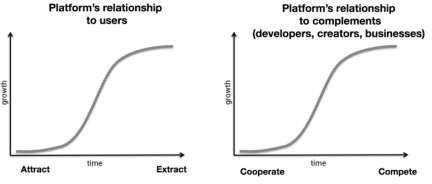 Platform's relationship
to users
growth
time
Attract
Extract
Platform's relationship
to complements
(developers, creators, businesses)
growth
time
Cooperate
Compete